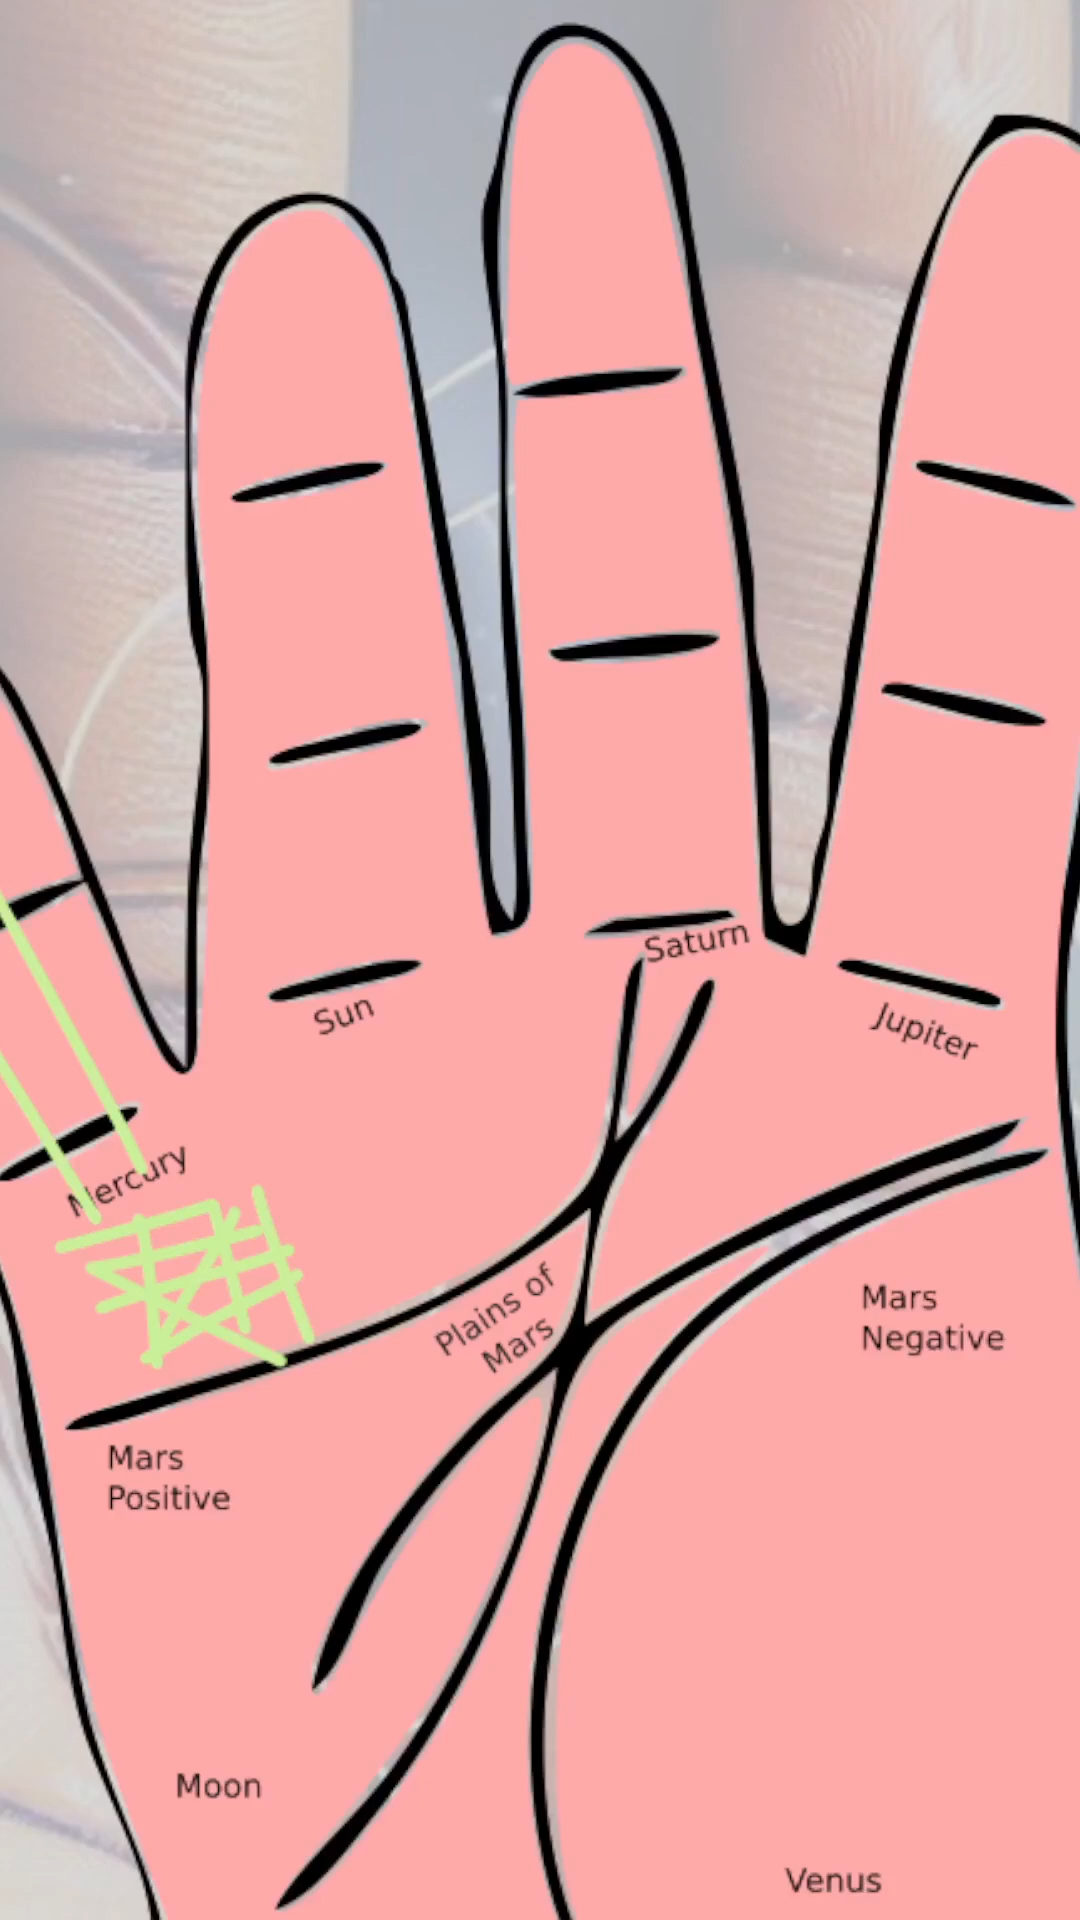 Saturn
Sun
Jupiter
Mercury
Plains of
Mars
Mars
Negative
Mars
Positive
Moon
Venus